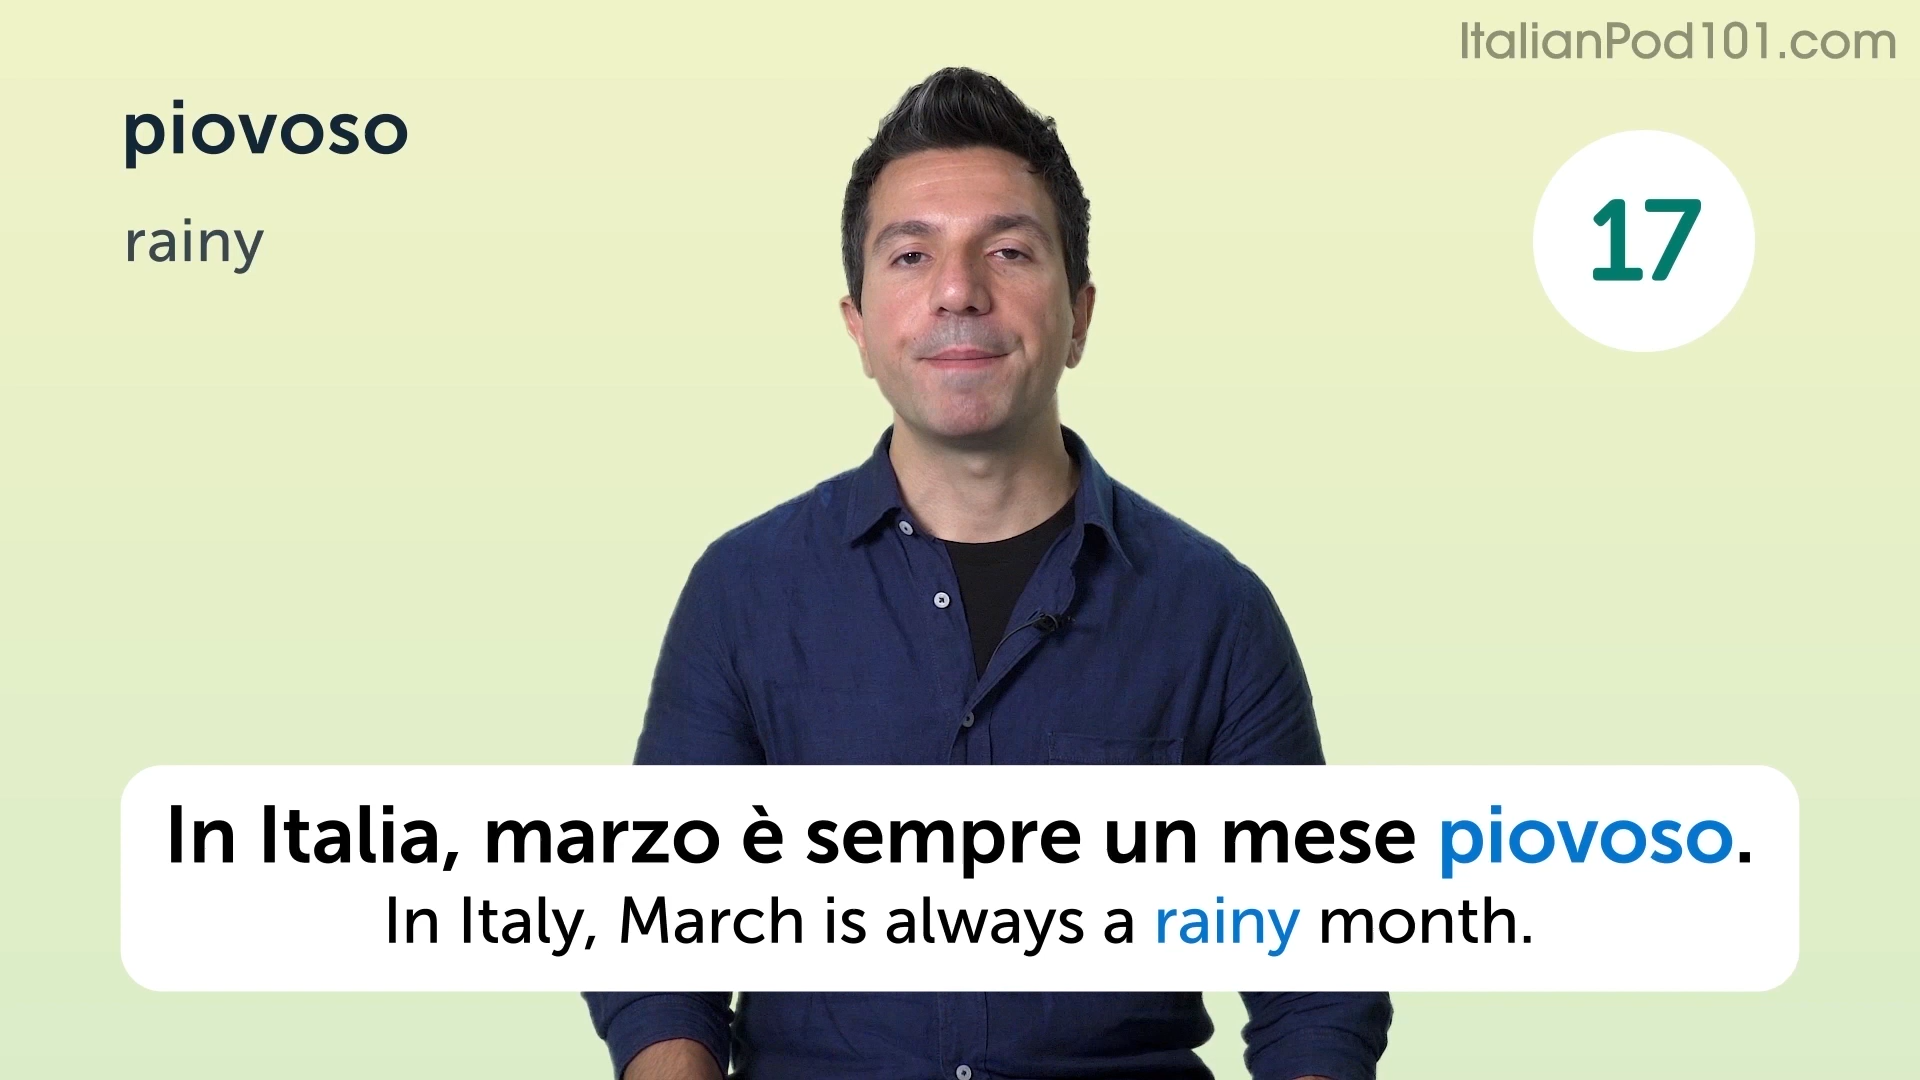 ItalianPod101.com
piovoso
rainy
17
In Italia, marzo è sempre un mese piovoso.
In Italy, March is always a rainy month.